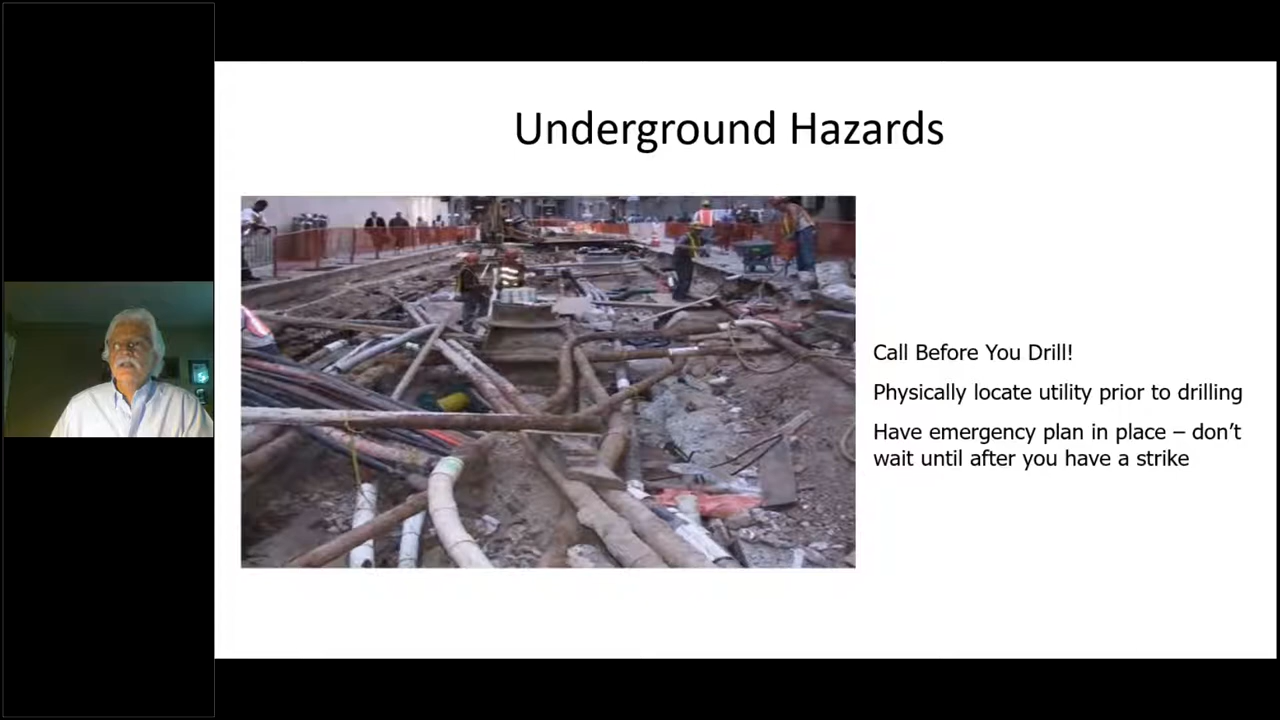 Underground Hazards
Call Before You Drill!
Physically locate utility prior to drilling
Have emergency plan in place – don’t
wait until after you have a strike